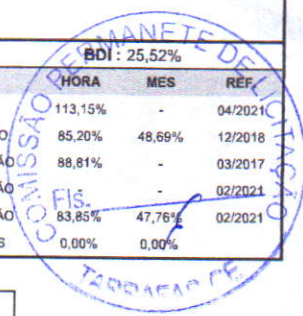 BDI : 25,52%
HORA MES REF.
113,15% - 04/2021
O 85,20% 48,69% 12/2018
ÃO 88,81% - 03/2017
ÃO - - 02/2021
ÃO 83,85% 47,76% 02/2021
S 0,00% 0,00%
COMISSÃO PERMANETE DE LICITAÇÃO
Fls.